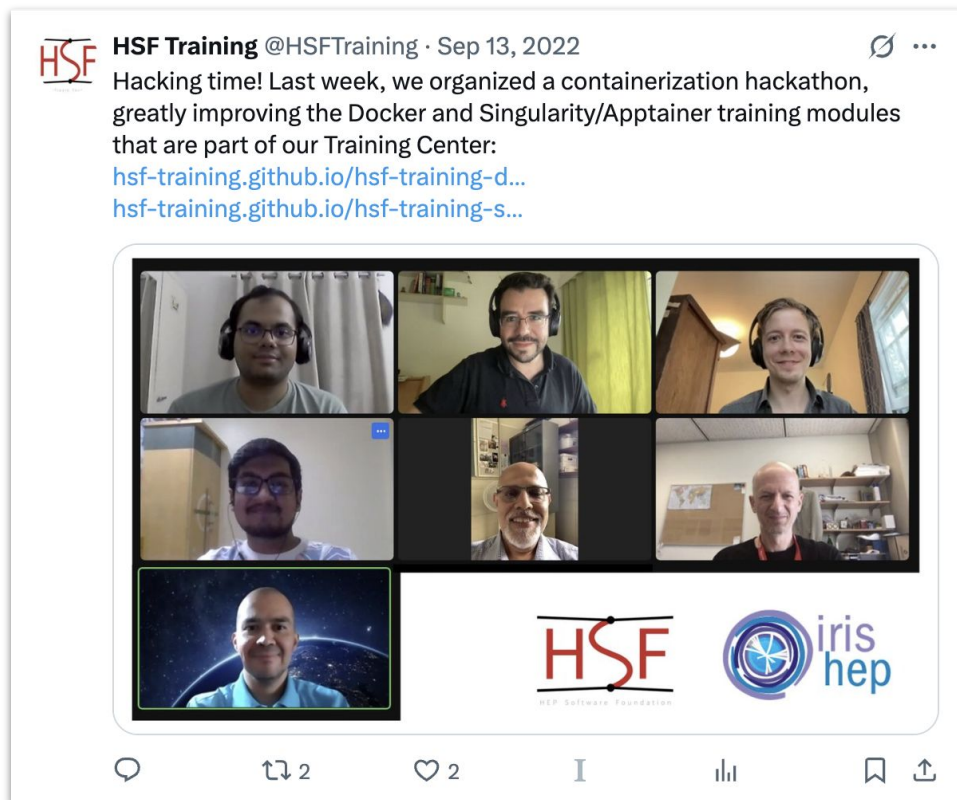 HSF Training @HSFTraining · Sep 13, 2022
Hacking time! Last week, we organized a containerization hackathon,
greatly improving the Docker and Singularity/Apptainer training modules
that are part of our Training Center:
hsf-training.github.io/hsf-training-d...
hsf-training.github.io/hsf-training-s...
HSF
HSF
HEP Software Foundation
iris
hep
2
2